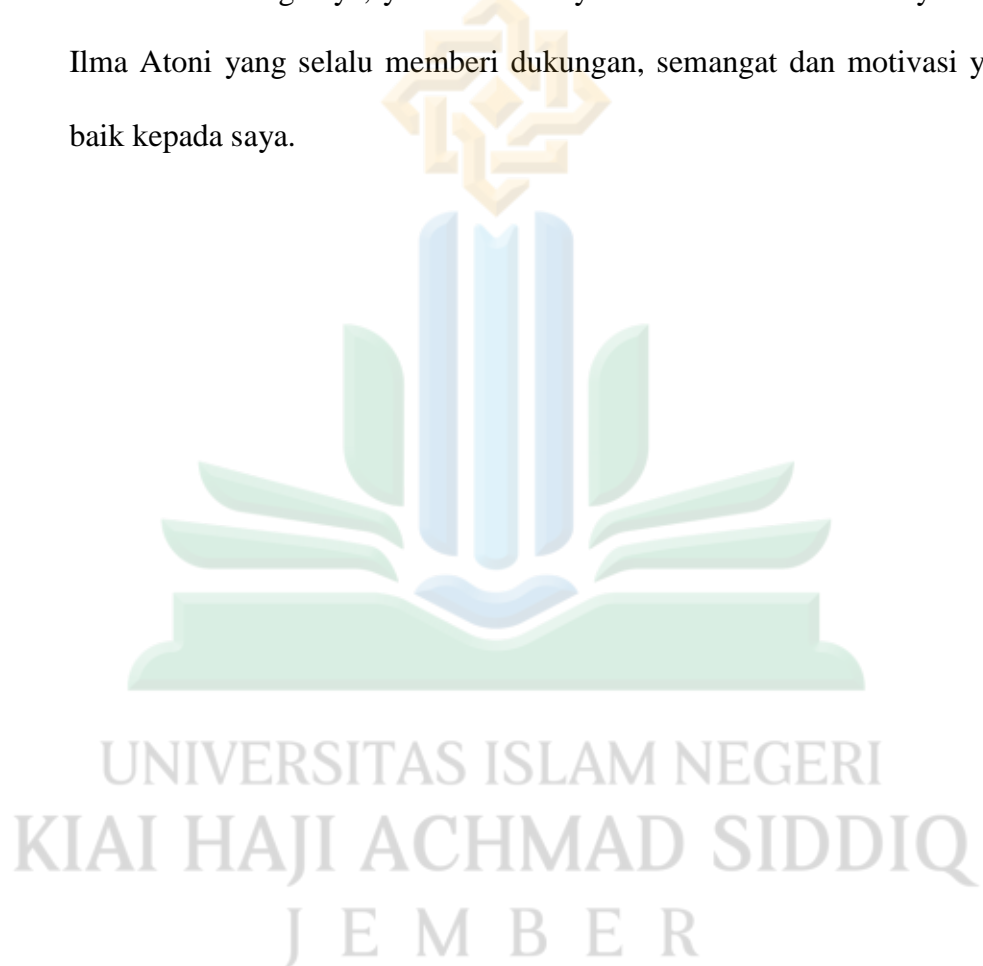 Ilma Atoni yang selalu memberi dukungan, semangat dan motivasi y
baik kepada saya.
UNIVERSITAS ISLAM NEGERI
KIAI HAJI ACHMAD SIDDIQ
J E M B E R